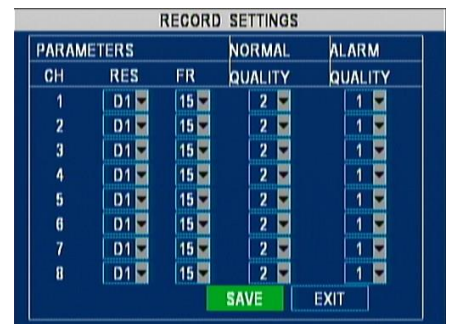 RECORD SETTINGS
PARAMETERS NORMAL ALARM
CH RES FR QUALITY QUALITY
1 D1 15 2 1
2 D1 15 2 1
3 D1 15 2 1
4 D1 15 2 1
5 D1 15 2 1
6 D1 15 2 1
7 D1 15 2 1
8 D1 15 2 1
SAVE EXIT